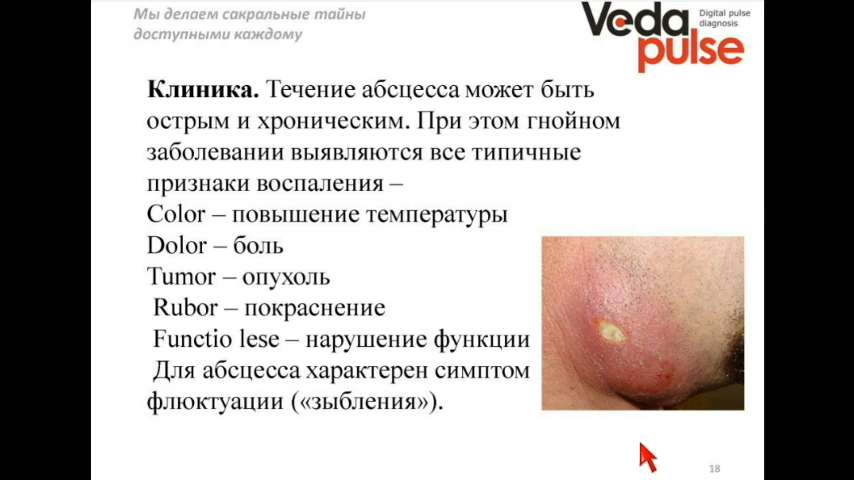 Мы делаем сакральные тайны
доступными каждому
Veda pulse
Digital pulse
diagnosis
Клиника. Течение абсцесса может быть
острым и хроническим. При этом гнойном
заболевании выявляются все типичные
признаки воспаления –
Color – повышение температуры
Dolor – боль
Tumor – опухоль
Rubor – покраснение
Functio lese – нарушение функции
Для абсцесса характерен симптом
флюктуации («зыбления»).
18